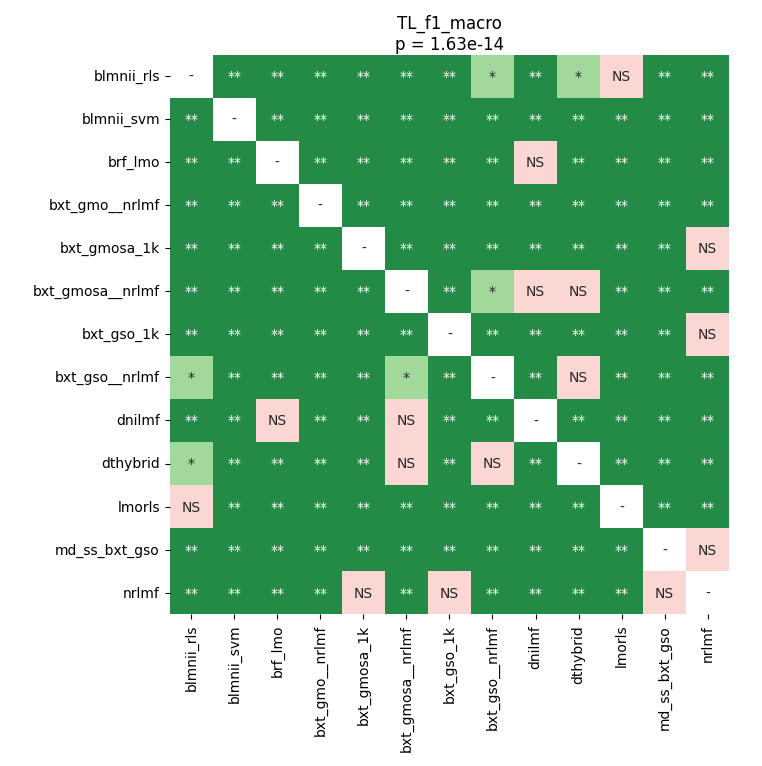 TL_f1_macro
p = 1.63e-14
blmnii_rls - ** ** ** ** ** ** * ** * NS ** **
blmnii_svm ** - ** ** ** ** ** ** ** ** ** ** **
brf_lmo ** ** - ** ** ** ** ** NS ** ** ** **
bxt_gmo__nrlmf ** ** ** - ** ** ** ** ** ** ** ** **
bxt_gmosa_1k ** ** ** ** - ** ** ** ** ** ** ** NS
bxt_gmosa__nrlmf ** ** ** ** ** - ** * NS NS ** ** **
bxt_gso_1k ** ** ** ** ** ** - ** ** ** ** ** NS
bxt_gso__nrlmf * ** ** ** ** * ** - ** NS ** ** **
dnilmf ** ** NS ** ** NS ** ** - ** ** ** **
dthybrid * ** ** ** ** NS ** NS ** - ** ** **
lmorls NS ** ** ** ** ** ** ** ** ** - ** **
md_ss_bxt_gso ** ** ** ** ** ** ** ** ** ** ** - NS
nrlmf ** ** ** ** NS ** NS ** ** ** ** NS -
blmnii_rls
blmnii_svm
brf_lmo
bxt_gmo__nrlmf
bxt_gmosa_1k
bxt_gmosa__nrlmf
bxt_gso_1k
bxt_gso__nrlmf
dnilmf
dthybrid
lmorls
md_ss_bxt_gso
nrlmf